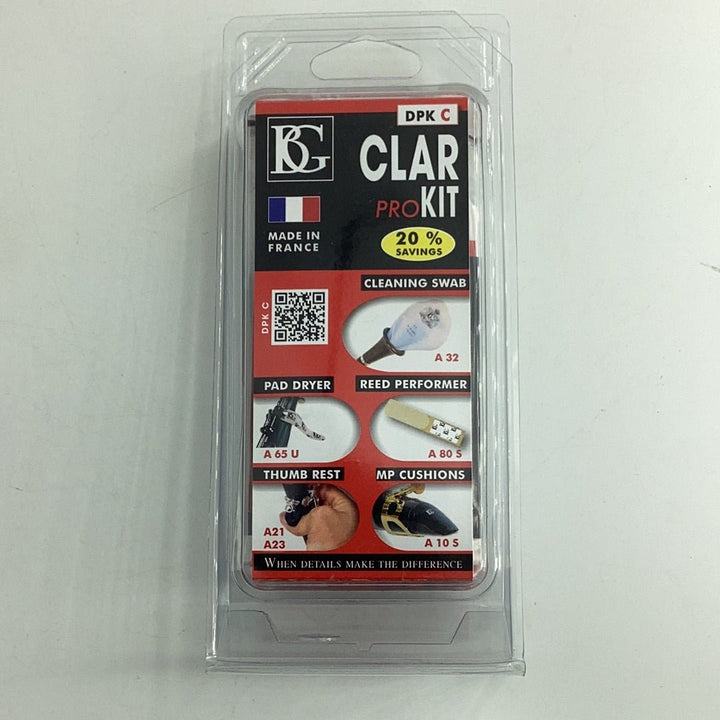 BG
DPK C
CLAR
PRO KIT
MADE IN
FRANCE
20 %
SAVINGS
CLEANING SWAB
DPK C
A 32
PAD DRYER
REED PERFORMER
A 65 U
A 80 S
THUMB REST
MP CUSHIONS
A21
A23
A 10 S
WHEN DETAILS MAKE THE DIFFERENCE